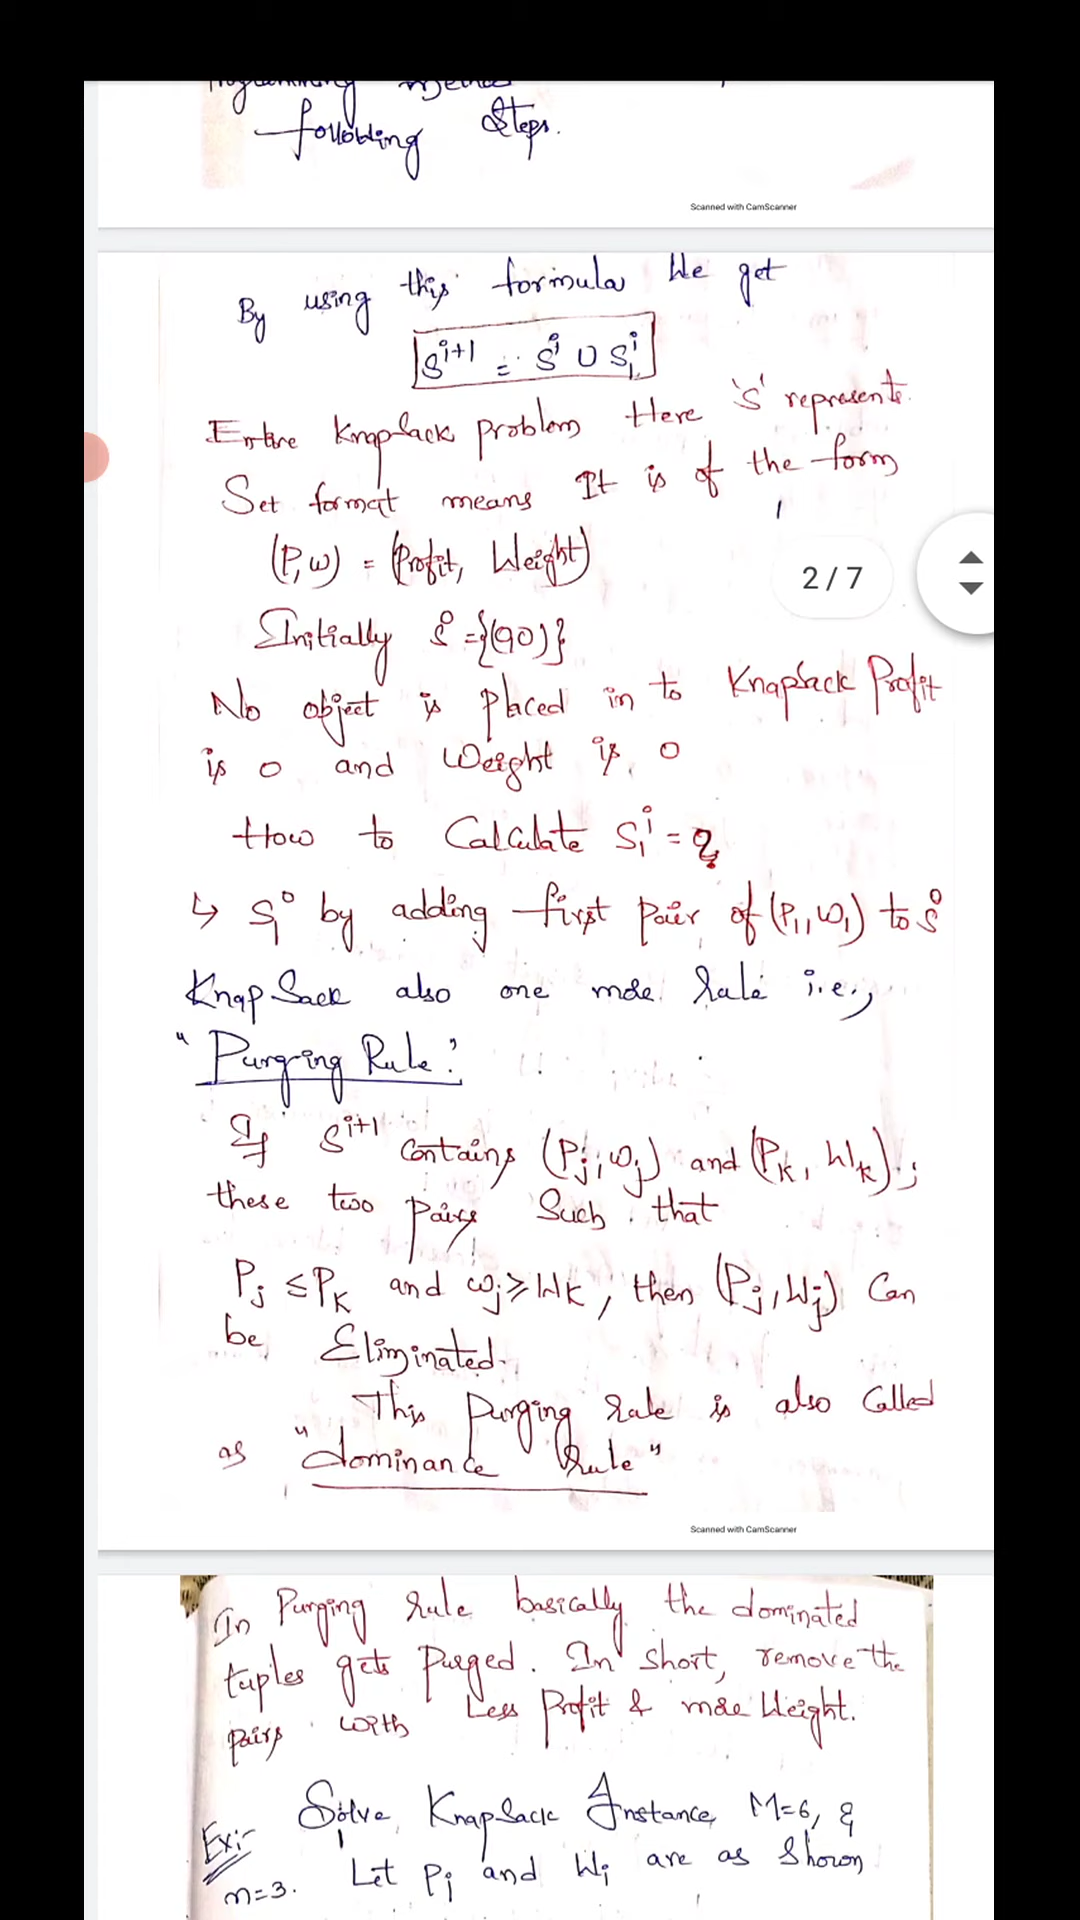 Programming
following Steps.
Scanned with CamScanner
By using this formula We get
S^{i+1} = S^i U S_1^i
Entire Knapsack problem Here 'S' represents.
Set format means It is of the form
(P,W) = (Profit, Weight)
2 / 7
Initially S^0={(0,0)}
No object is placed in to Knapsack Profit
is 0 and Weight is 0
How to Calculate S_1^i = ?
↳ S_1^0 by adding first pair of (P1, W1) to S^0
KnapSack also one more rule i.e.,
"Purging Rule":
If S^{i+1} Contains (Pj, Wj) and (PK, WK) ;
these two pairs Such that
Pj ≤ PK and Wj ≥ WK, then (Pj, Wj) Can
be Eliminated.
This purging rule is also Called
as "dominance Rule"
Scanned with CamScanner
In Purging rule basically the dominated
tuples gets purged. In short, remove the
pairs with Less Profit & more Weight.
Ex:- Solve KnapSack Instance M=6, &
n=3. Let Pi and Wi are as Shown